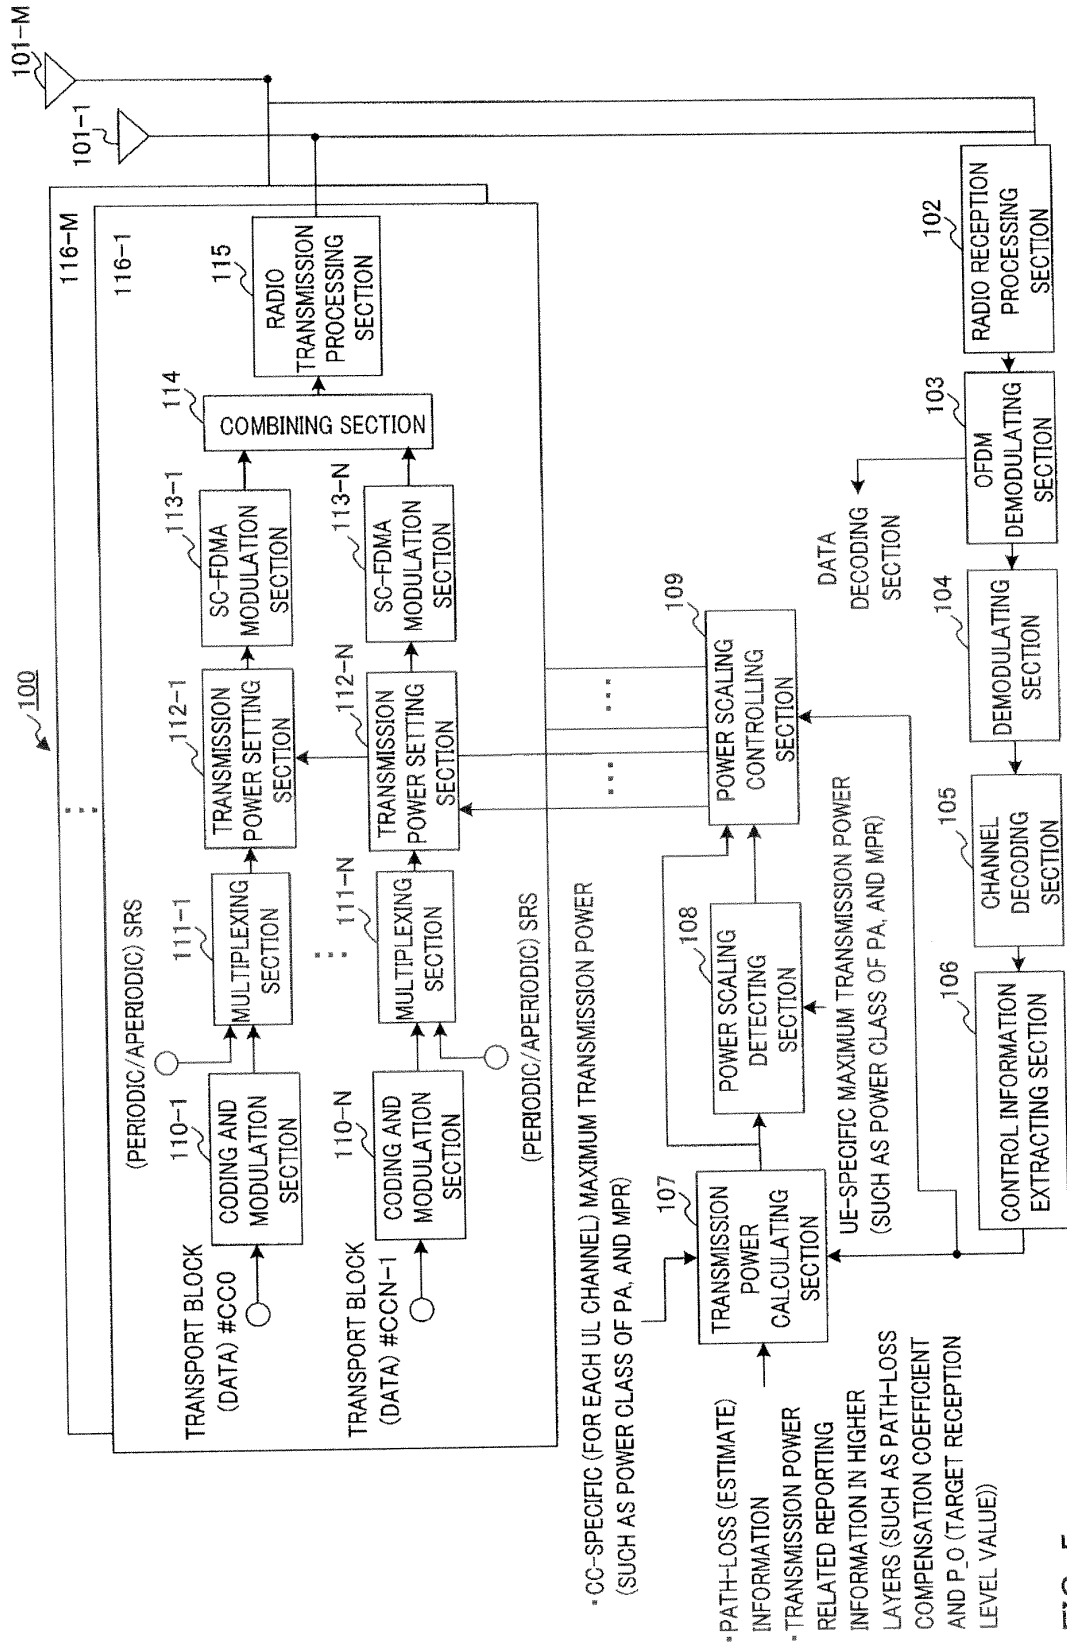 100
101-M
101-1
116-M
116-1
(PERIODIC/APERIODIC) SRS
TRANSPORT BLOCK
(DATA) #CC0
110-1
CODING AND
MODULATION
SECTION
111-1
MULTIPLEXING
SECTION
112-1
TRANSMISSION
POWER SETTING
SECTION
113-1
SC-FDMA
MODULATION
SECTION
114
COMBINING SECTION
115
RADIO
TRANSMISSION
PROCESSING
SECTION
TRANSPORT BLOCK
(DATA) #CCN-1
110-N
CODING AND
MODULATION
SECTION
111-N
MULTIPLEXING
SECTION
112-N
TRANSMISSION
POWER SETTING
SECTION
113-N
SC-FDMA
MODULATION
SECTION
(PERIODIC/APERIODIC) SRS
▪CC-SPECIFIC (FOR EACH UL CHANNEL) MAXIMUM TRANSMISSION POWER
(SUCH AS POWER CLASS OF PA, AND MPR)
▪PATH-LOSS (ESTIMATE)
INFORMATION
▪TRANSMISSION POWER
RELATED REPORTING
INFORMATION IN HIGHER
LAYERS (SUCH AS PATH-LOSS
COMPENSATION COEFFICIENT
AND P_O (TARGET RECEPTION
LEVEL VALUE))
107
TRANSMISSION
POWER
CALCULATING
SECTION
108
POWER SCALING
DETECTING
SECTION
109
POWER SCALING
CONTROLLING
SECTION
UE-SPECIFIC MAXIMUM TRANSMISSION POWER
(SUCH AS POWER CLASS OF PA, AND MPR)
DATA
DECODING
SECTION
106
CONTROL INFORMATION
EXTRACTING SECTION
105
CHANNEL
DECODING
SECTION
104
DEMODULATING
SECTION
103
OFDM
DEMODULATING
SECTION
102
RADIO RECEPTION
PROCESSING
SECTION